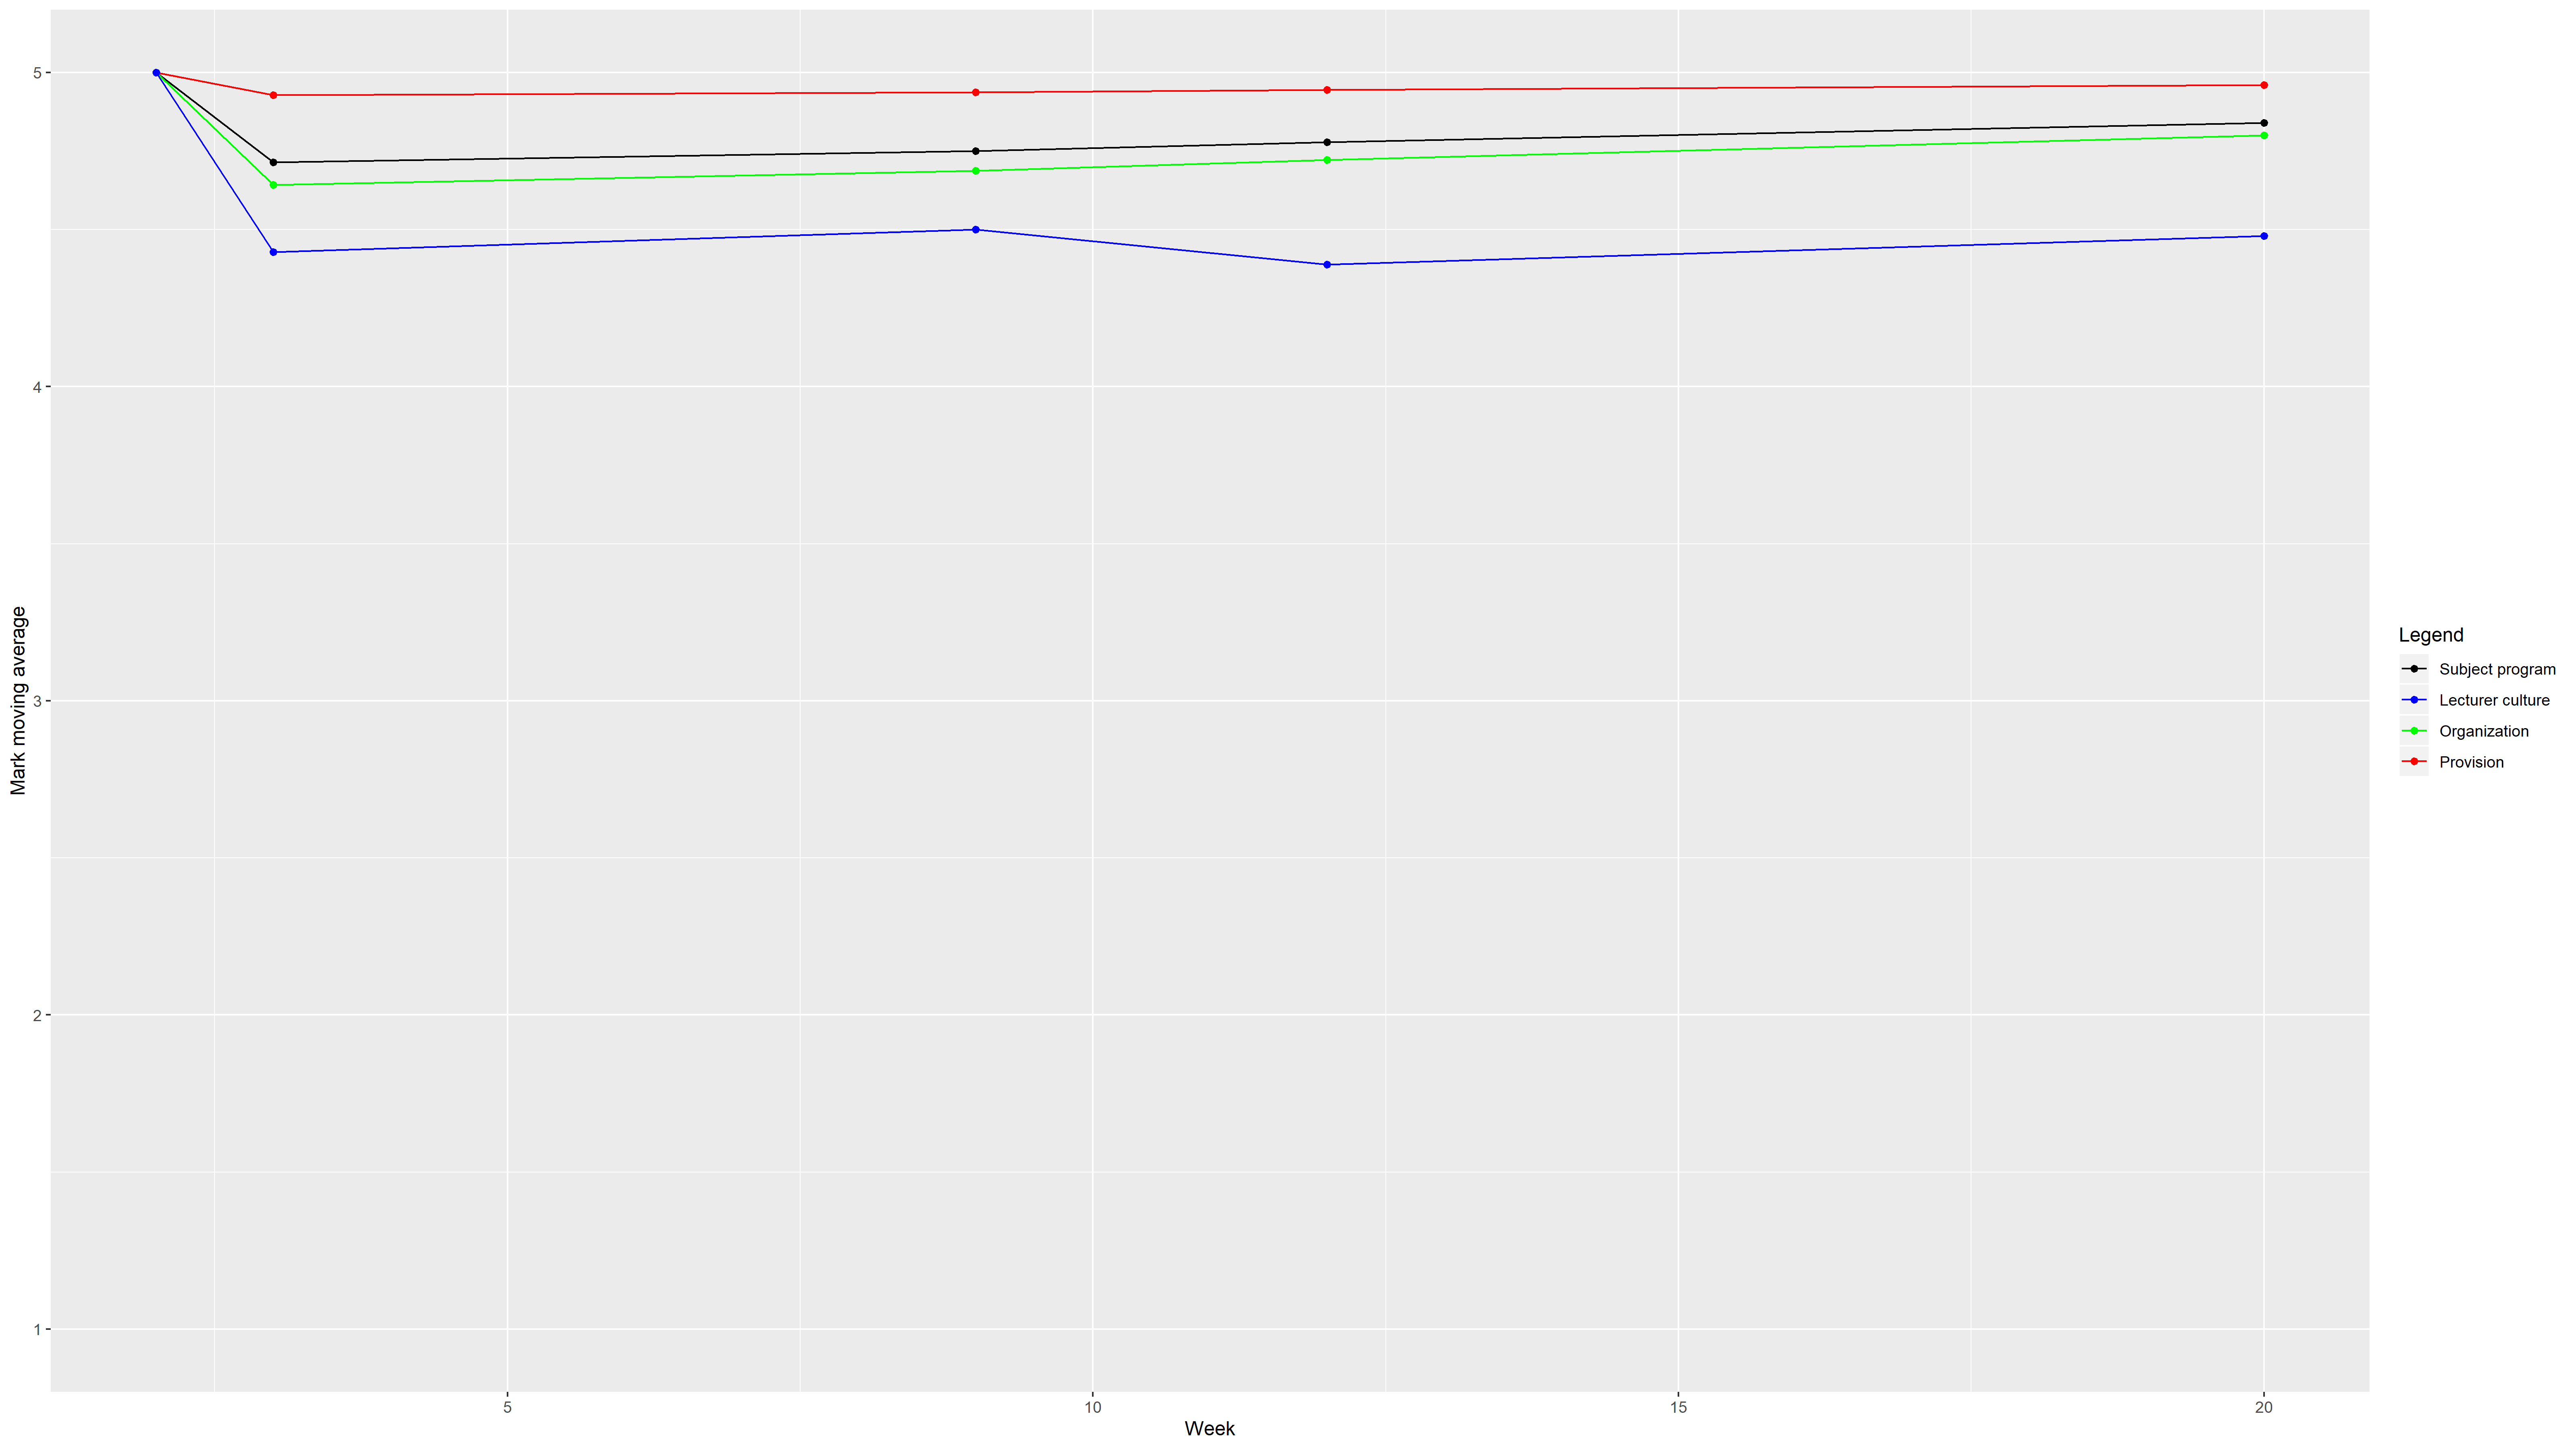 5
4
3
2
1
Mark moving average
5 10 15 20
Week
Legend
Subject program
Lecturer culture
Organization
Provision